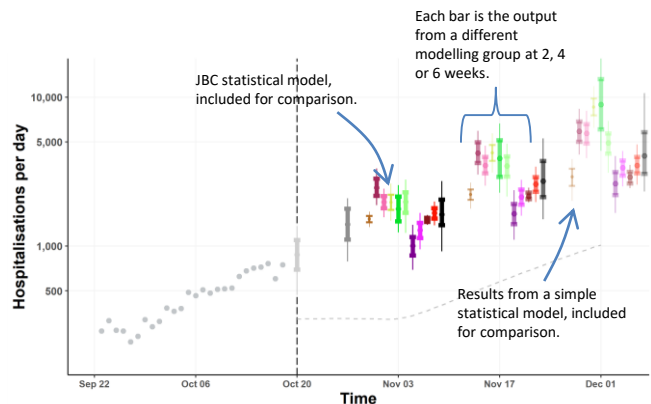 Each bar is the output
from a different
modelling group at 2, 4
or 6 weeks.
JBC statistical model,
included for comparison.
10,000
5,000
1,000
500
Hospitalisations per day
Results from a simple
statistical model, included
for comparison.
Sep 22
Oct 06
Oct 20
Nov 03
Nov 17
Dec 01
Time